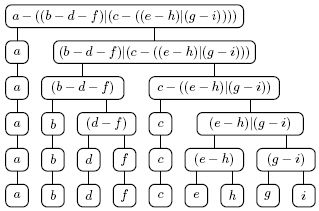 a − ((b − d − f)|(c − ((e − h)|(g − i))))
a (b − d − f)|(c − ((e − h)|(g − i)))
a (b − d − f) c − ((e − h)|(g − i))
a b (d − f) c (e − h)|(g − i)
a b d f c (e − h) (g − i)
a b d f c e h g i